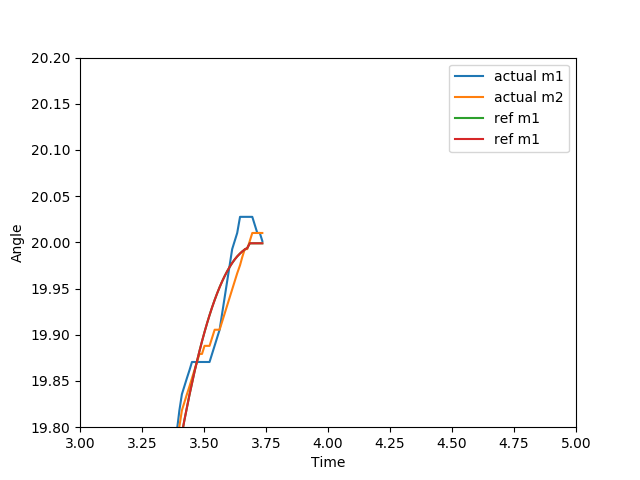 20.20
20.15
20.10
20.05
20.00
19.95
19.90
19.85
19.80
Angle
actual m1
actual m2
ref m1
ref m1
3.00 3.25 3.50 3.75 4.00 4.25 4.50 4.75 5.00
Time